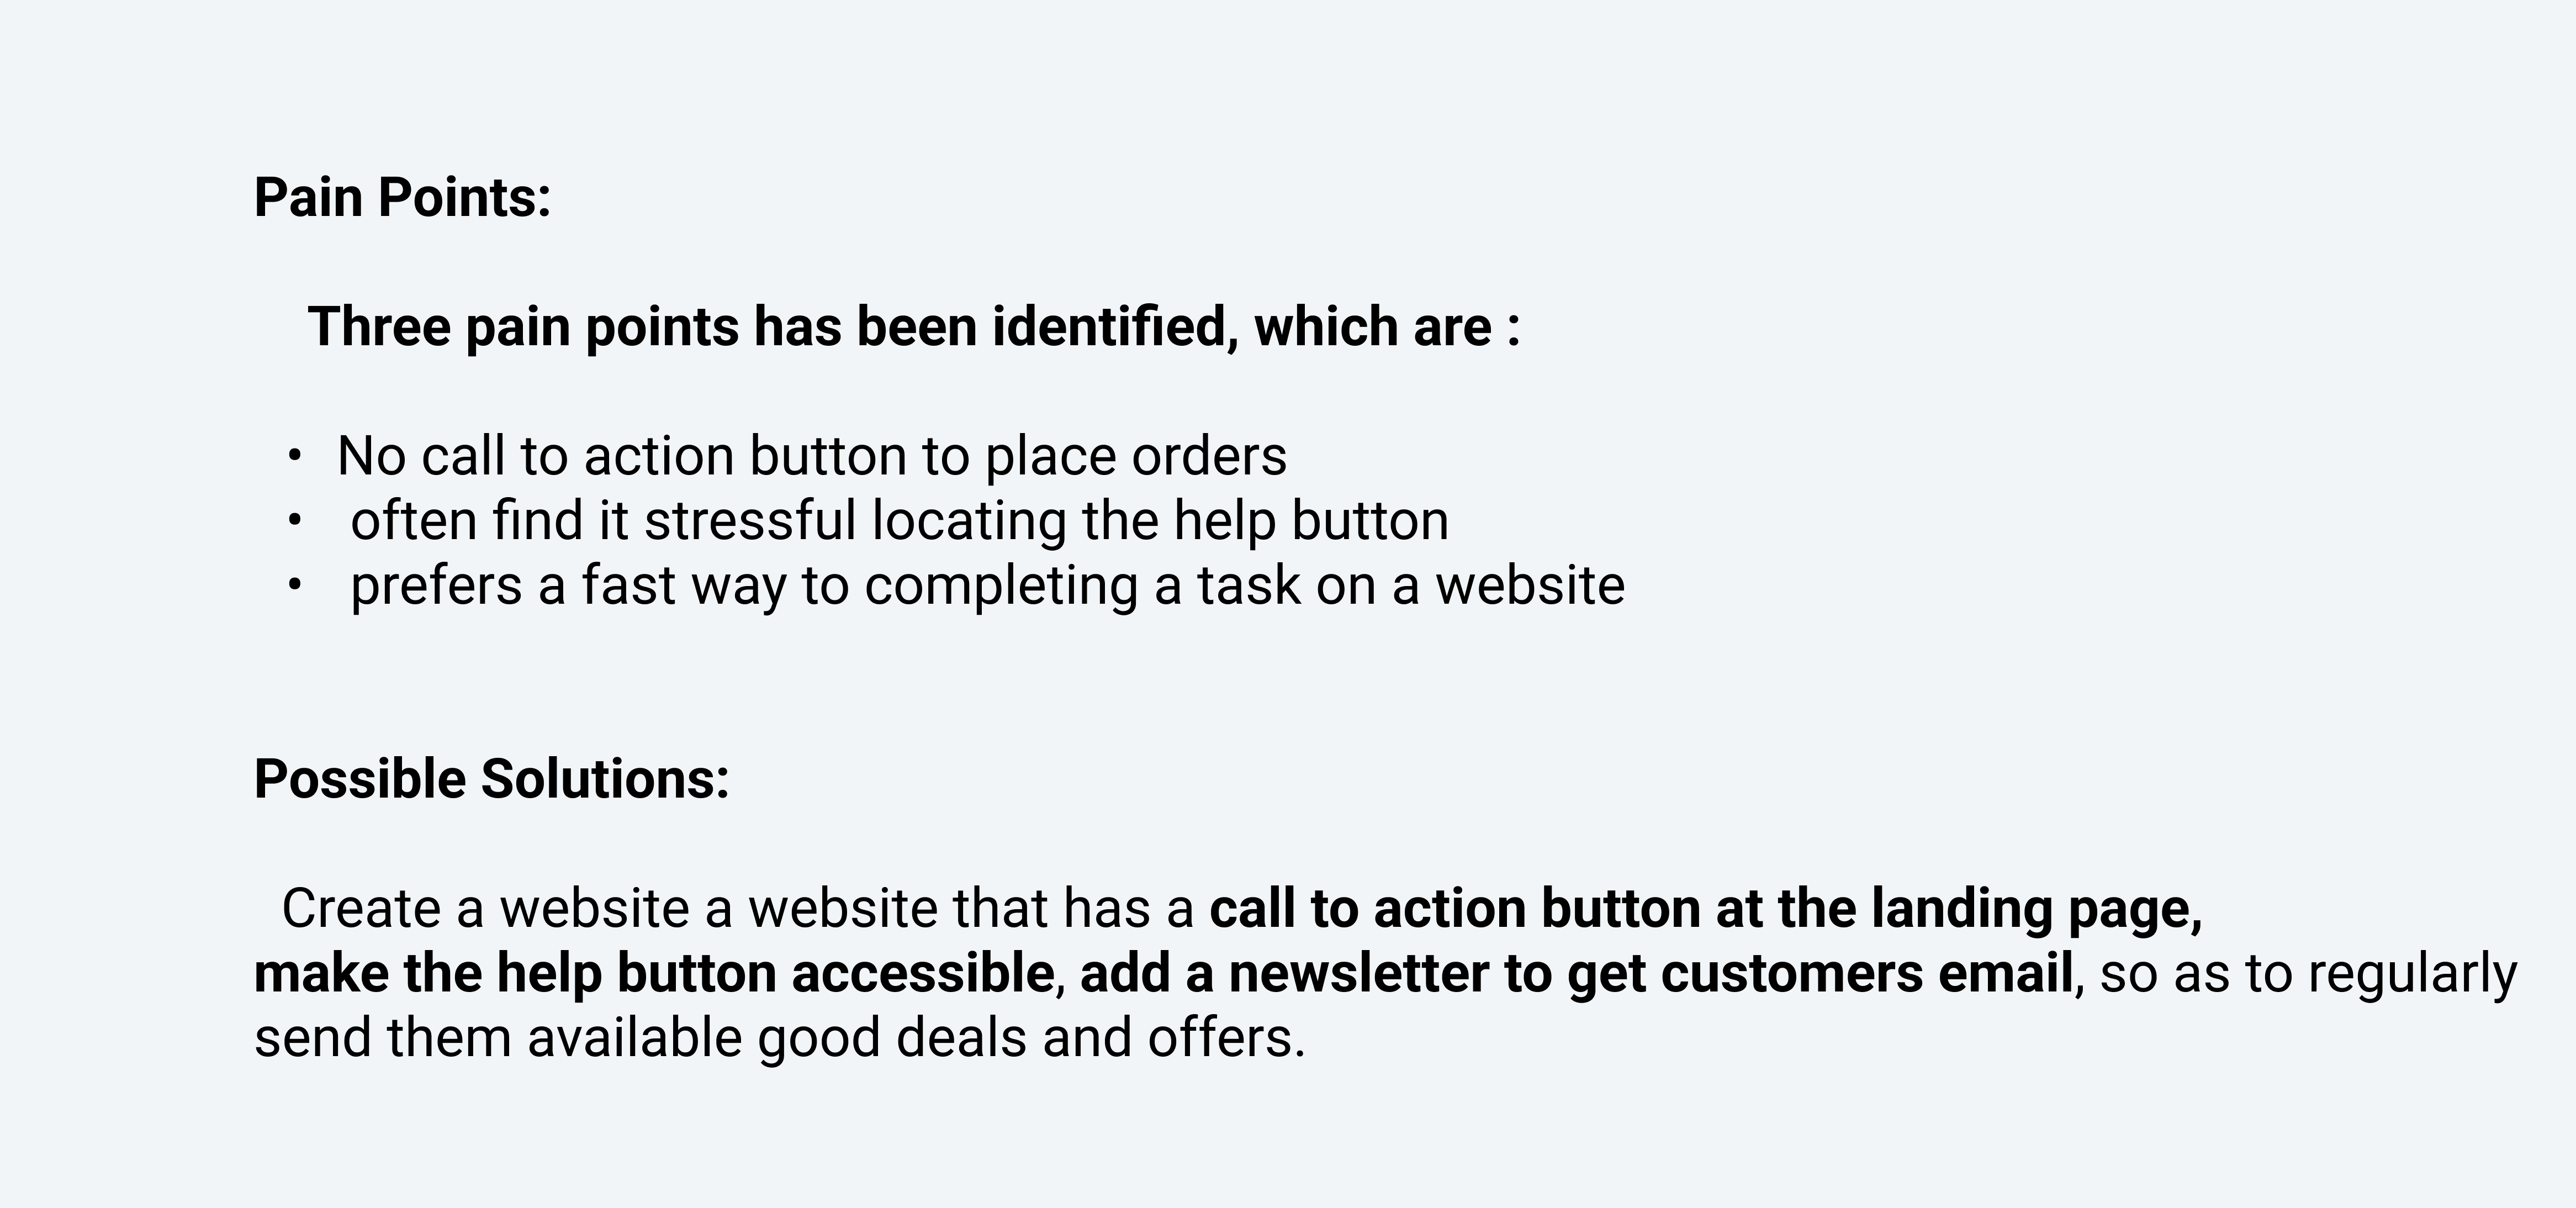 Pain Points:
Three pain points has been identified, which are :
• No call to action button to place orders
• often find it stressful locating the help button
• prefers a fast way to completing a task on a website
Possible Solutions:
Create a website a website that has a call to action button at the landing page,
make the help button accessible, add a newsletter to get customers email, so as to regularly
send them available good deals and offers.